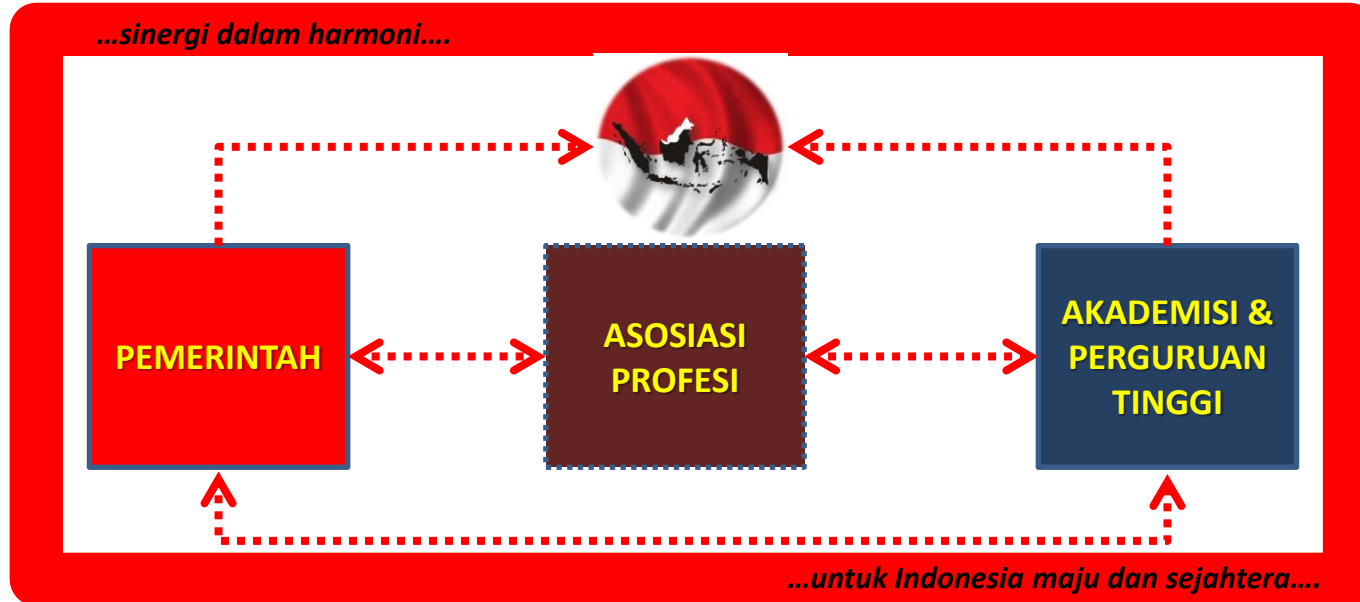 …sinergi dalam harmoni….
PEMERINTAH
ASOSIASI
PROFESI
AKADEMISI &
PERGURUAN
TINGGI
…untuk Indonesia maju dan sejahtera….